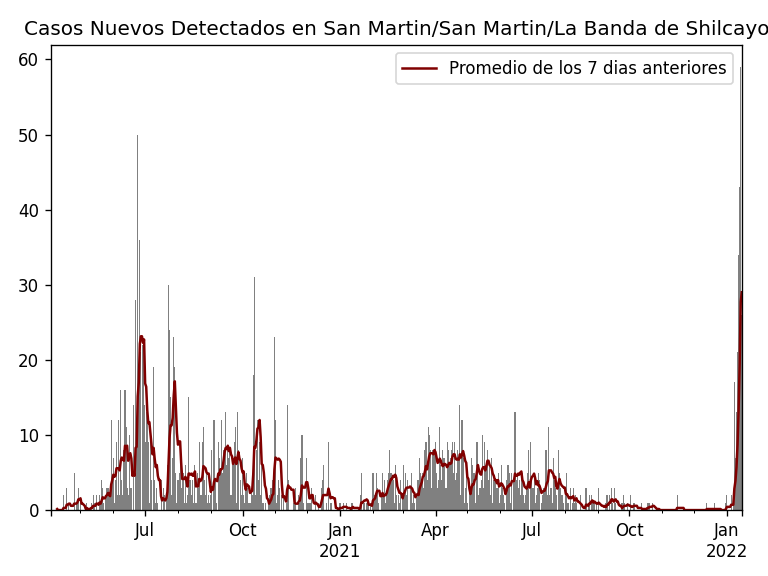 Casos Nuevos Detectados en San Martin/San Martin/La Banda de Shilcayo
Promedio de los 7 dias anteriores
60
50
40
30
20
10
0
Jul Oct Jan Apr Jul Oct Jan
2021 2022